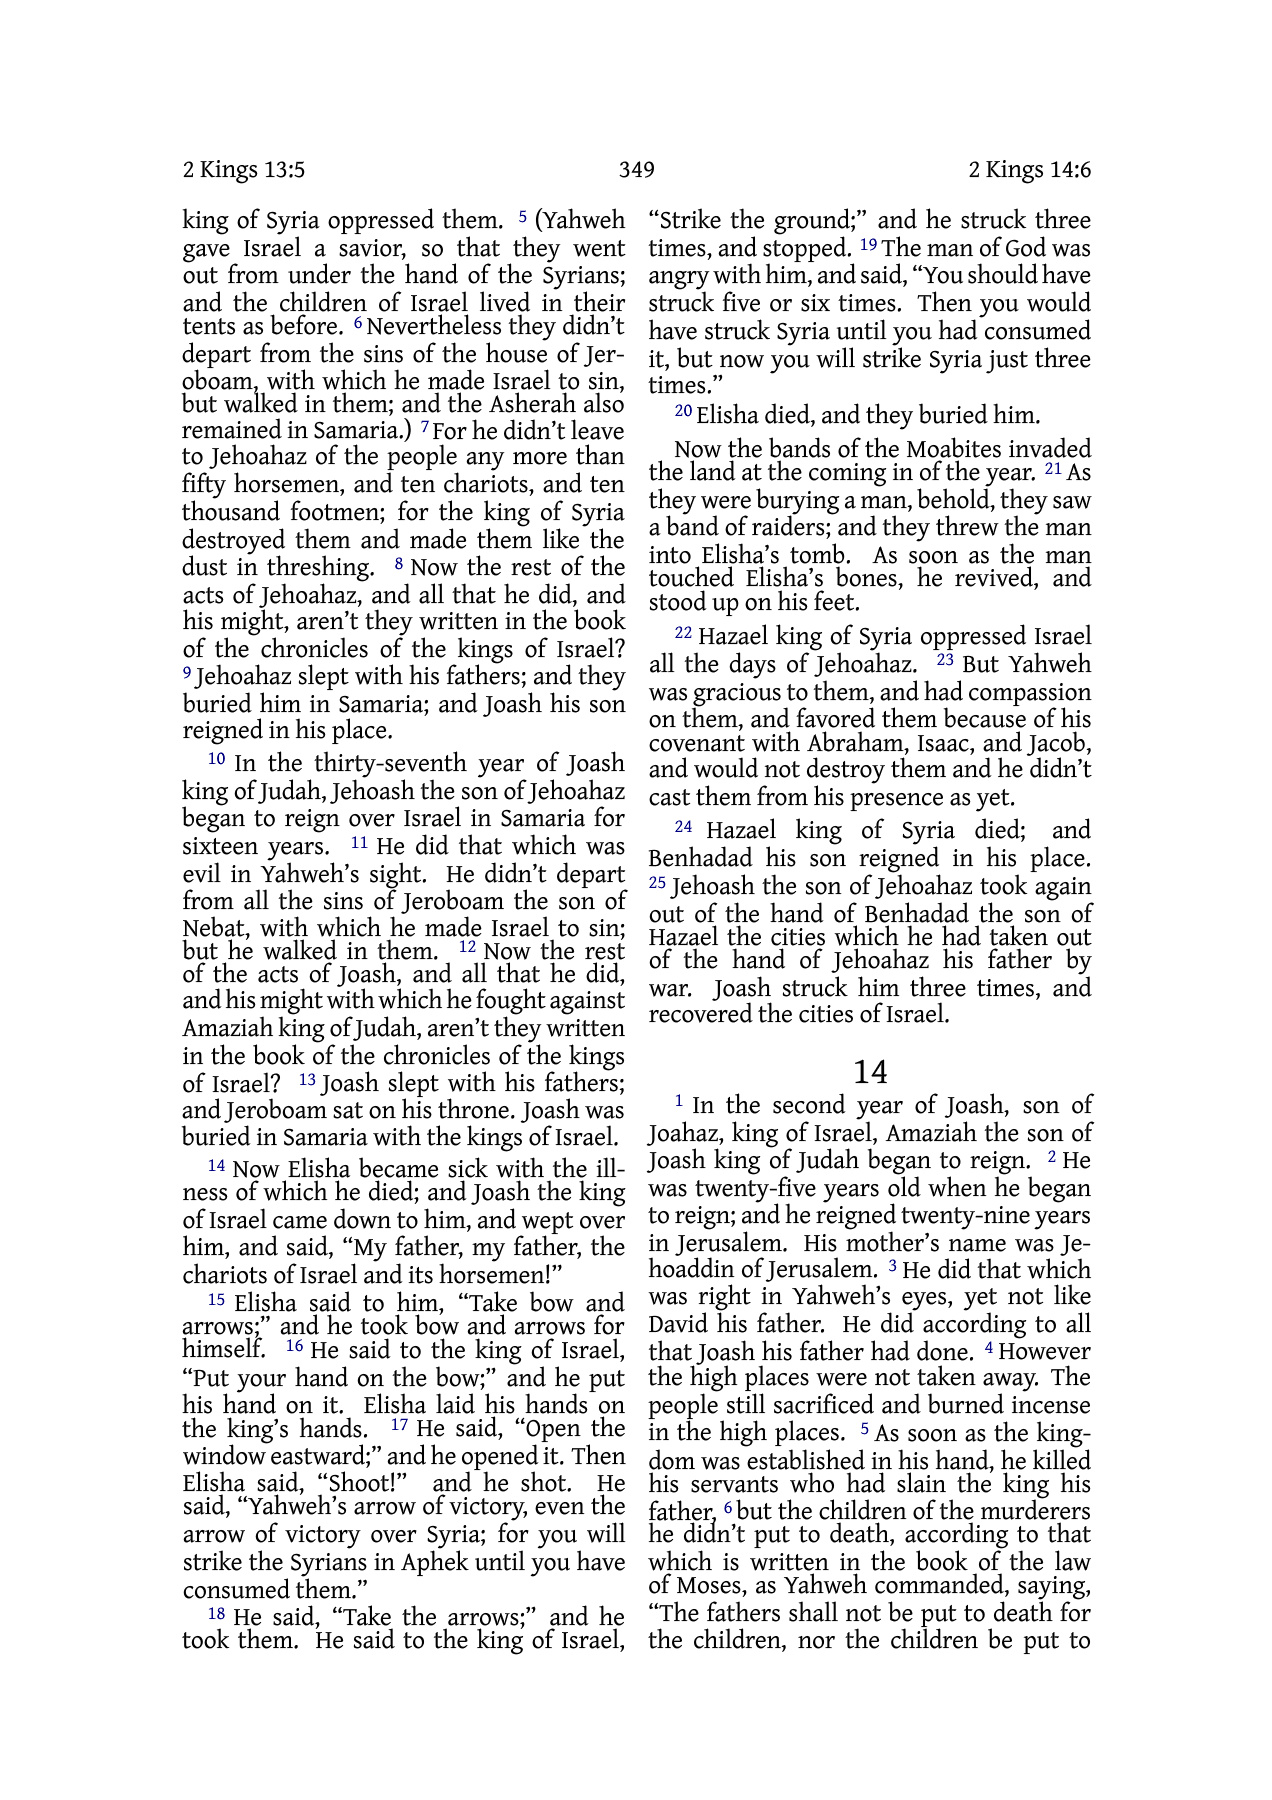 2 Kings 13:5
349
2 Kings 14:6
king of Syria oppressed them. 5 (Yahweh
gave Israel a savior, so that they went
out from under the hand of the Syrians;
and the children of Israel lived in their
tents as before. 6 Nevertheless they didn’t
depart from the sins of the house of Jer-
oboam, with which he made Israel to sin,
but walked in them; and the Asherah also
remained in Samaria.) 7 For he didn’t leave
to Jehoahaz of the people any more than
fifty horsemen, and ten chariots, and ten
thousand footmen; for the king of Syria
destroyed them and made them like the
dust in threshing. 8 Now the rest of the
acts of Jehoahaz, and all that he did, and
his might, aren’t they written in the book
of the chronicles of the kings of Israel?
9 Jehoahaz slept with his fathers; and they
buried him in Samaria; and Joash his son
reigned in his place.
10 In the thirty-seventh year of Joash
king of Judah, Jehoash the son of Jehoahaz
began to reign over Israel in Samaria for
sixteen years. 11 He did that which was
evil in Yahweh’s sight. He didn’t depart
from all the sins of Jeroboam the son of
Nebat, with which he made Israel to sin;
but he walked in them. 12 Now the rest
of the acts of Joash, and all that he did,
and his might with which he fought against
Amaziah king of Judah, aren’t they written
in the book of the chronicles of the kings
of Israel? 13 Joash slept with his fathers;
and Jeroboam sat on his throne. Joash was
buried in Samaria with the kings of Israel.
14 Now Elisha became sick with the ill-
ness of which he died; and Joash the king
of Israel came down to him, and wept over
him, and said, “My father, my father, the
chariots of Israel and its horsemen!”
15 Elisha said to him, “Take bow and
arrows;” and he took bow and arrows for
himself. 16 He said to the king of Israel,
“Put your hand on the bow;” and he put
his hand on it. Elisha laid his hands on
the king’s hands. 17 He said, “Open the
window eastward;” and he opened it. Then
Elisha said, “Shoot!” and he shot. He
said, “Yahweh’s arrow of victory, even the
arrow of victory over Syria; for you will
strike the Syrians in Aphek until you have
consumed them.”
18 He said, “Take the arrows;” and he
took them. He said to the king of Israel,
“Strike the ground;” and he struck three
times, and stopped. 19 The man of God was
angry with him, and said, “You should have
struck five or six times. Then you would
have struck Syria until you had consumed
it, but now you will strike Syria just three
times.”
20 Elisha died, and they buried him.
Now the bands of the Moabites invaded
the land at the coming in of the year. 21 As
they were burying a man, behold, they saw
a band of raiders; and they threw the man
into Elisha’s tomb. As soon as the man
touched Elisha’s bones, he revived, and
stood up on his feet.
22 Hazael king of Syria oppressed Israel
all the days of Jehoahaz. 23 But Yahweh
was gracious to them, and had compassion
on them, and favored them because of his
covenant with Abraham, Isaac, and Jacob,
and would not destroy them and he didn’t
cast them from his presence as yet.
24 Hazael king of Syria died; and
Benhadad his son reigned in his place.
25 Jehoash the son of Jehoahaz took again
out of the hand of Benhadad the son of
Hazael the cities which he had taken out
of the hand of Jehoahaz his father by
war. Joash struck him three times, and
recovered the cities of Israel.
14
1 In the second year of Joash, son of
Joahaz, king of Israel, Amaziah the son of
Joash king of Judah began to reign. 2 He
was twenty-five years old when he began
to reign; and he reigned twenty-nine years
in Jerusalem. His mother’s name was Je-
hoaddin of Jerusalem. 3 He did that which
was right in Yahweh’s eyes, yet not like
David his father. He did according to all
that Joash his father had done. 4 However
the high places were not taken away. The
people still sacrificed and burned incense
in the high places. 5 As soon as the king-
dom was established in his hand, he killed
his servants who had slain the king his
father, 6 but the children of the murderers
he didn’t put to death, according to that
which is written in the book of the law
of Moses, as Yahweh commanded, saying,
“The fathers shall not be put to death for
the children, nor the children be put to